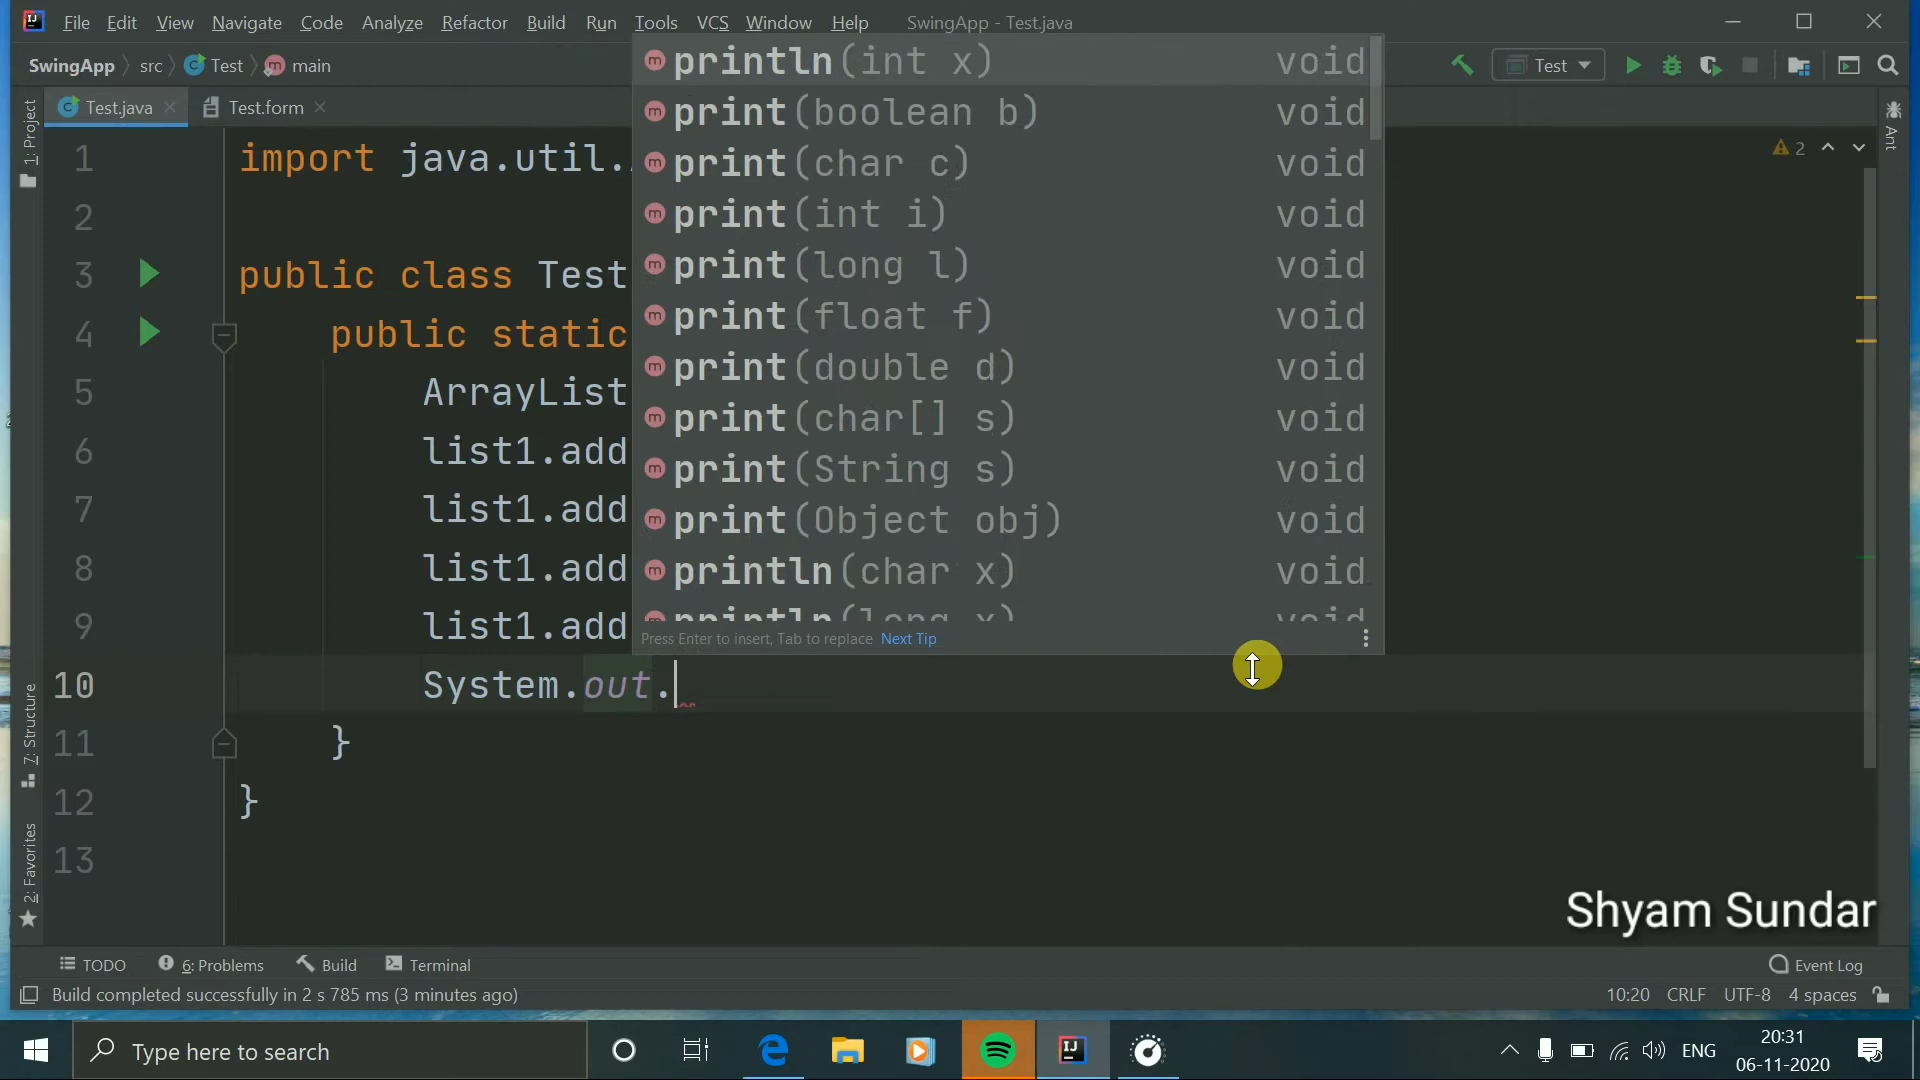 File Edit View Navigate Code Analyze Refactor Build Run Tools VCS Window Help SwingApp - Test.java
SwingApp src Test main Test
Test.java Test.form
1: Project
7: Structure
2: Favorites
Ant
2
1 import java.util.
2
3 public class Test
4 public static
5 ArrayList
6 list1.add
7 list1.add
8 list1.add
9 list1.add
10 System.out.
11 }
12 }
13
println(int x) void
print(boolean b) void
print(char c) void
print(int i) void
print(long l) void
print(float f) void
print(double d) void
print(char[] s) void
print(String s) void
print(Object obj) void
println(char x) void
println(long x) void
Press Enter to insert, Tab to replace Next Tip
Shyam Sundar
TODO 6: Problems Build Terminal Event Log
Build completed successfully in 2 s 785 ms (3 minutes ago) 10:20 CRLF UTF-8 4 spaces
Type here to search ENG 20:31
06-11-2020